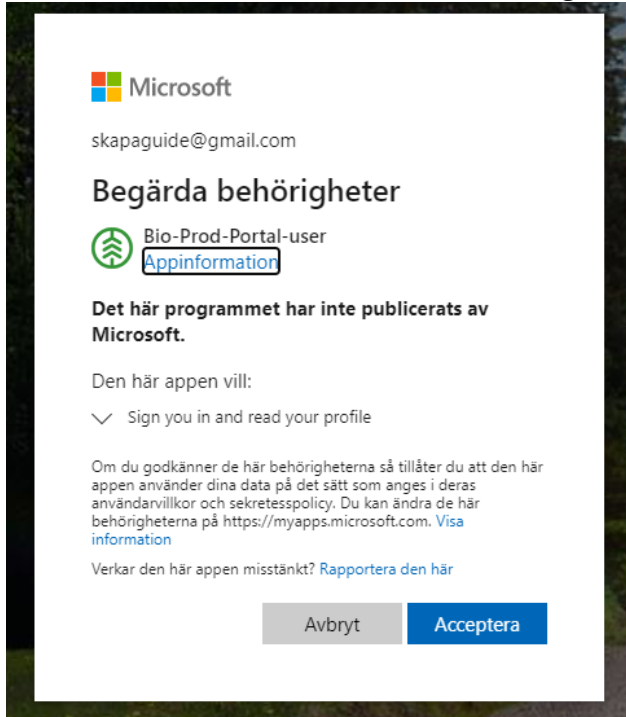 Microsoft
skapaguide@gmail.com
Begärda behörigheter
Bio-Prod-Portal-user
Appinformation
Det här programmet har inte publicerats av
Microsoft.
Den här appen vill:
Sign you in and read your profile
Om du godkänner de här behörigheterna så tillåter du att den här
appen använder dina data på det sätt som anges i deras
användarvillkor och sekretesspolicy. Du kan ändra de här
behörigheterna på https://myapps.microsoft.com. Visa
information
Verkar den här appen misstänkt? Rapportera den här
Avbryt
Acceptera